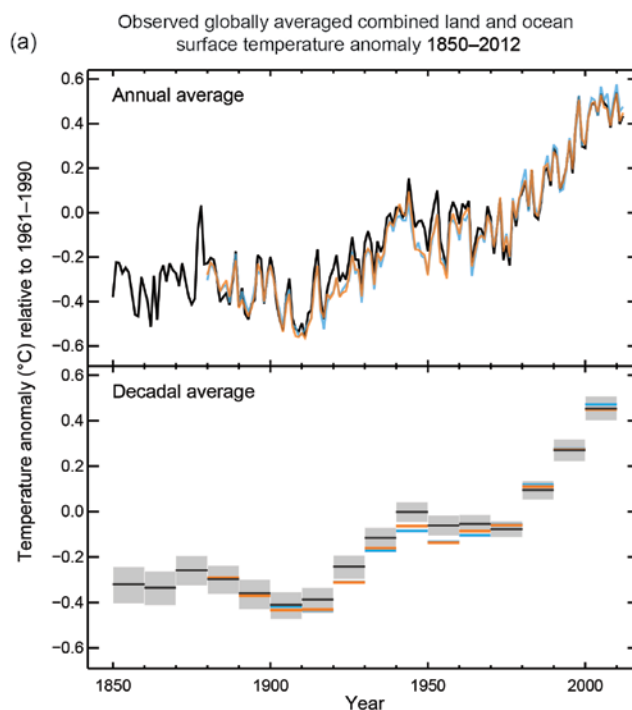 (a)
Observed globally averaged combined land and ocean
surface temperature anomaly 1850–2012
Temperature anomaly (°C) relative to 1961–1990
Annual average
0.6
0.4
0.2
0.0
−0.2
−0.4
−0.6
Decadal average
0.6
0.4
0.2
0.0
−0.2
−0.4
−0.6
1850 1900 1950 2000
Year